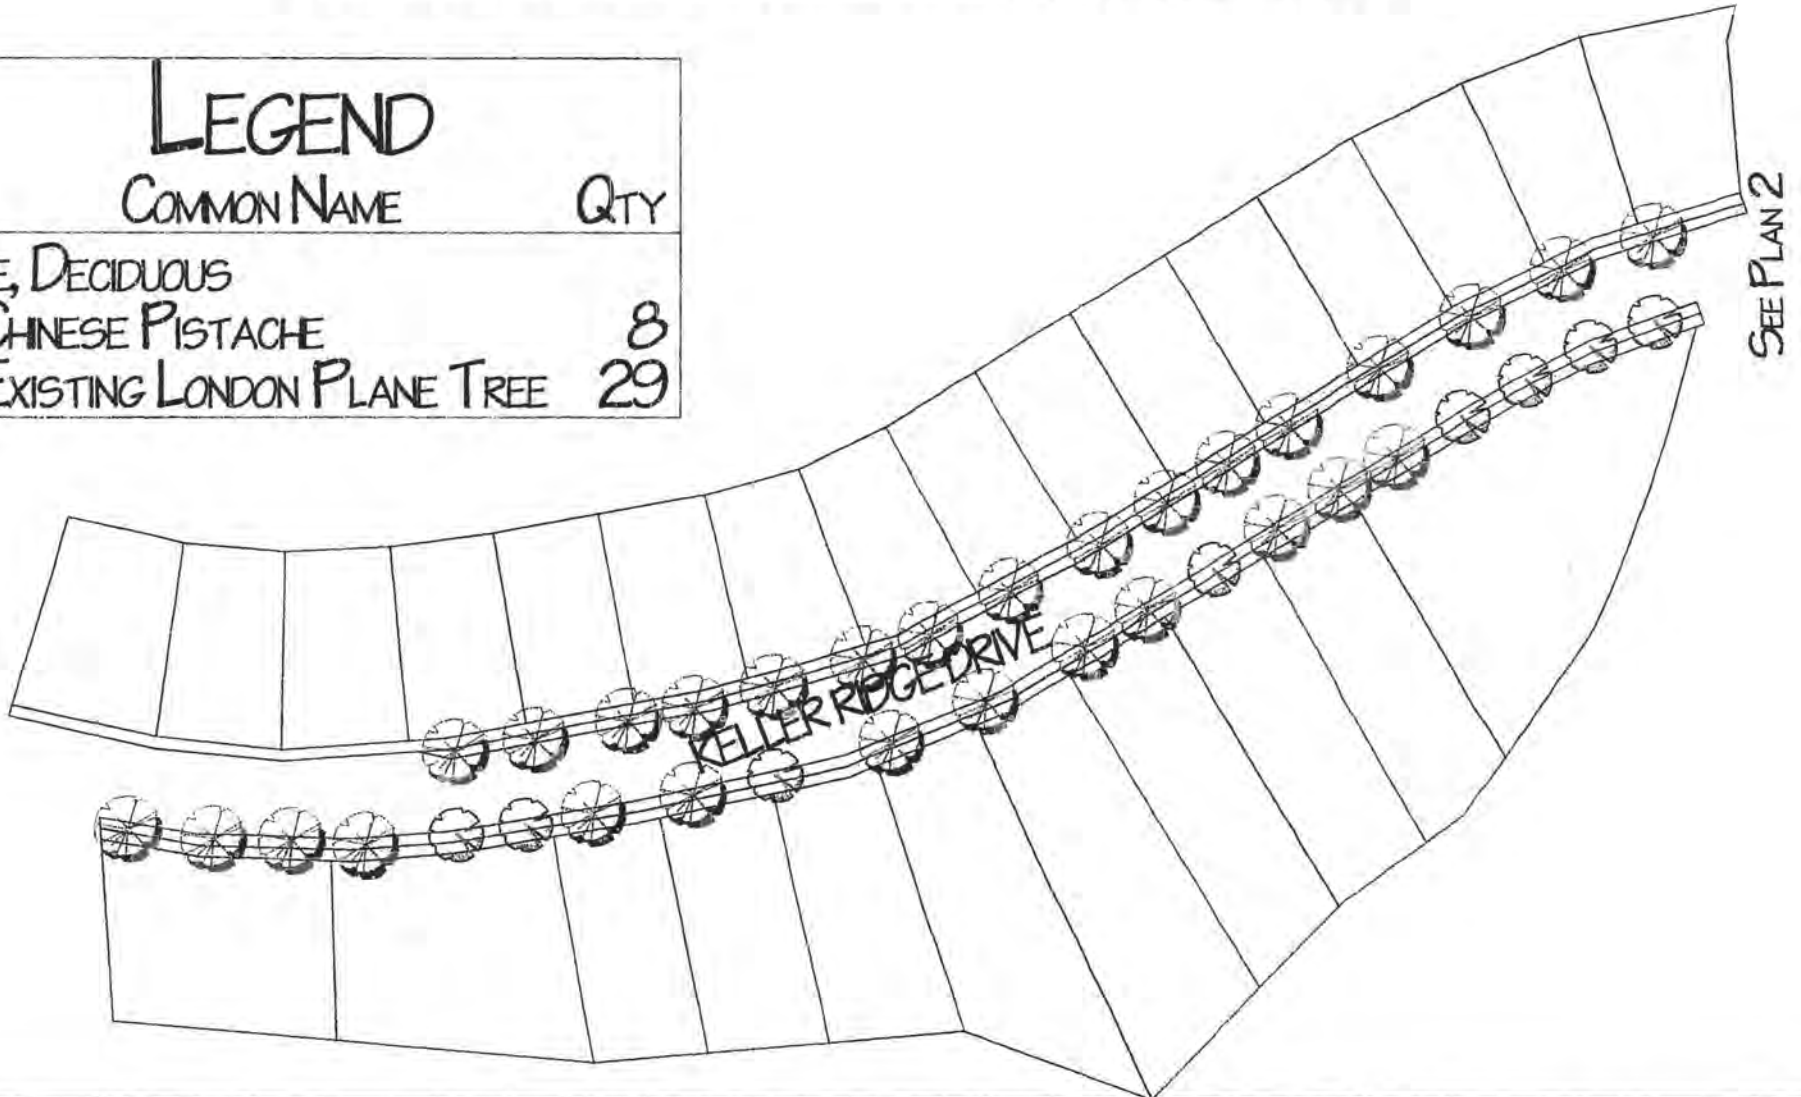 LEGEND
COMMON NAME QTY
E, DECIDUOUS
CHINESE PISTACHE 8
EXISTING LONDON PLANE TREE 29
SEE PLAN 2
KELLER RIDGE DRIVE